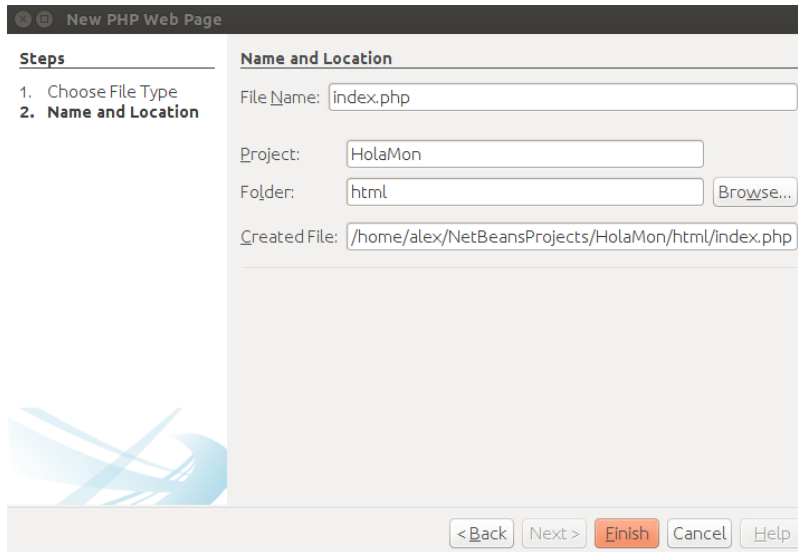 New PHP Web Page
Steps
1. Choose File Type
2. Name and Location
Name and Location
File Name: index.php
Project: HolaMon
Folder: html Browse...
Created File: /home/alex/NetBeansProjects/HolaMon/html/index.php
< Back Next > Finish Cancel Help